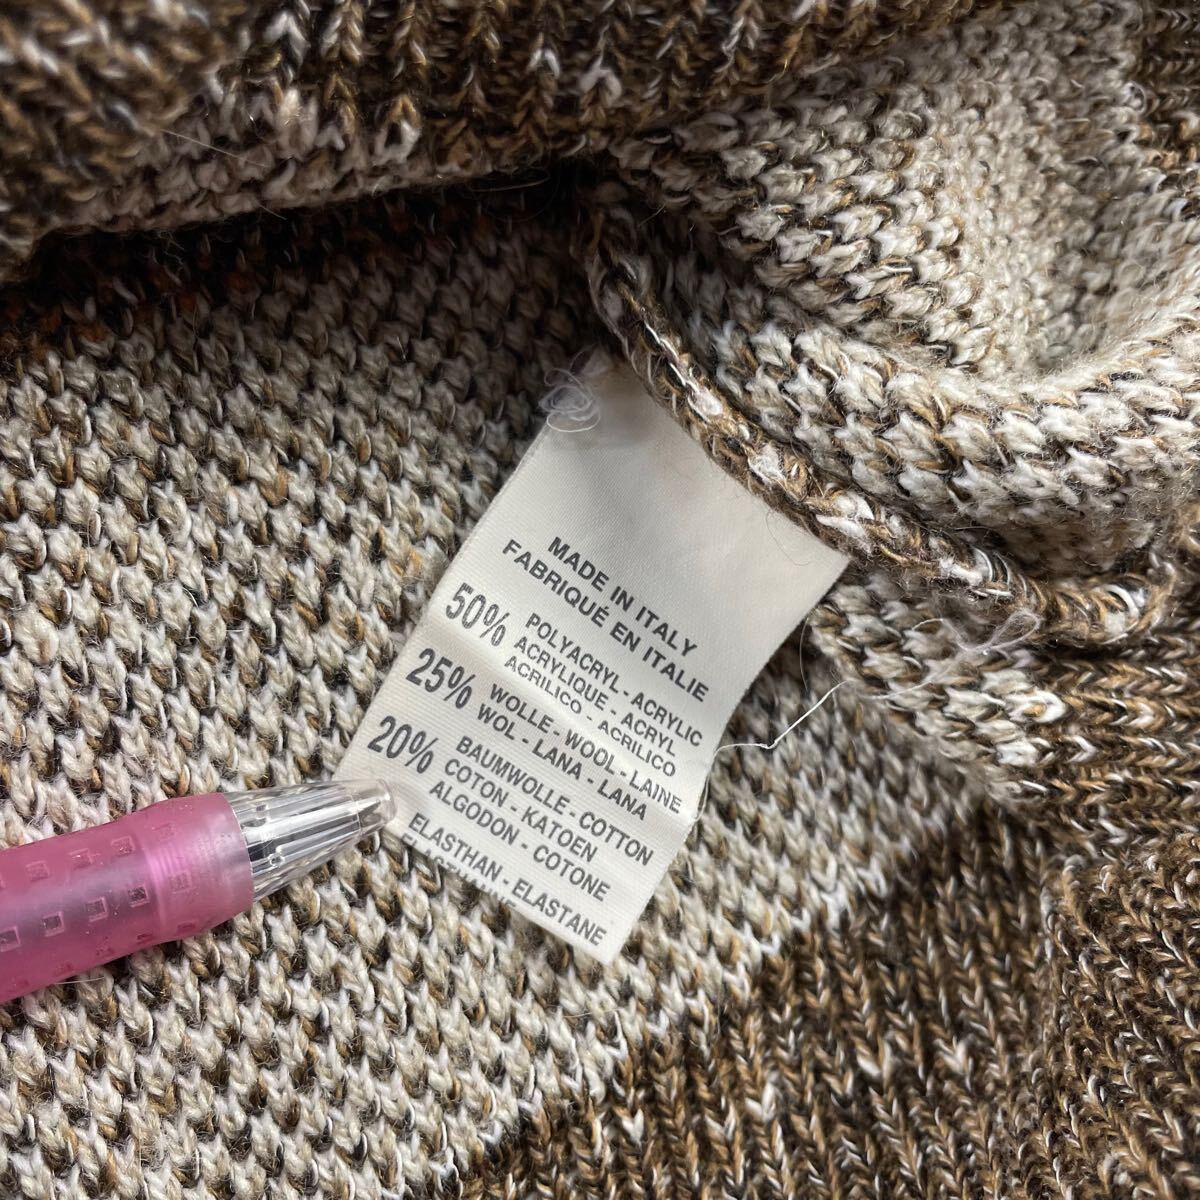 MADE IN ITALY
FABRIQUÉ EN ITALIE
50% POLYACRYL - ACRYLIC
ACRYLIQUE - ACRYL
ACRILICO - ACRILICO
25% WOLLE - WOOL - LAINE
WOL - LANA - LANA
20% BAUMWOLLE - COTTON
COTON - KATOEN
ALGODON - COTONE
ELASTHAN - ELASTANE